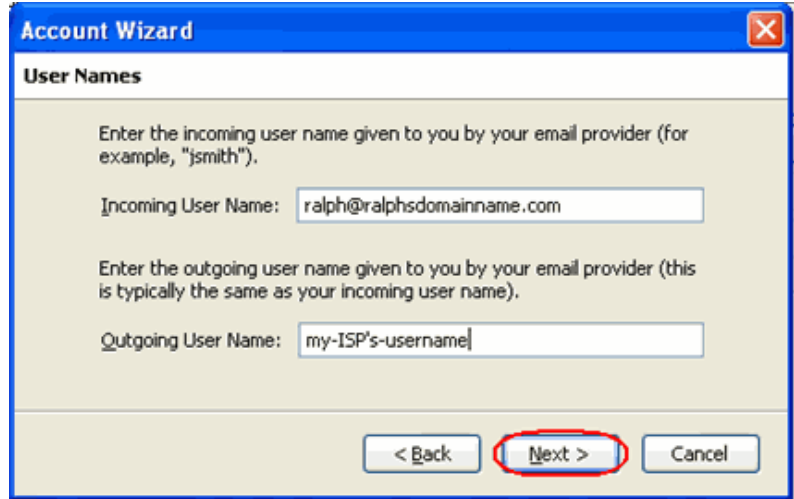 Account Wizard
User Names
Enter the incoming user name given to you by your email provider (for
example, "jsmith").
Incoming User Name: ralph@ralphsdomainname.com
Enter the outgoing user name given to you by your email provider (this
is typically the same as your incoming user name).
Outgoing User Name: my-ISP's-username
< Back Next > Cancel